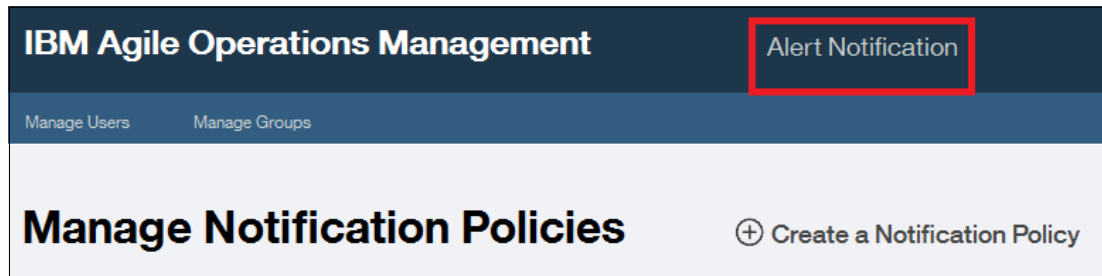 IBM Agile Operations Management Alert Notification
Manage Users Manage Groups
Manage Notification Policies Create a Notification Policy